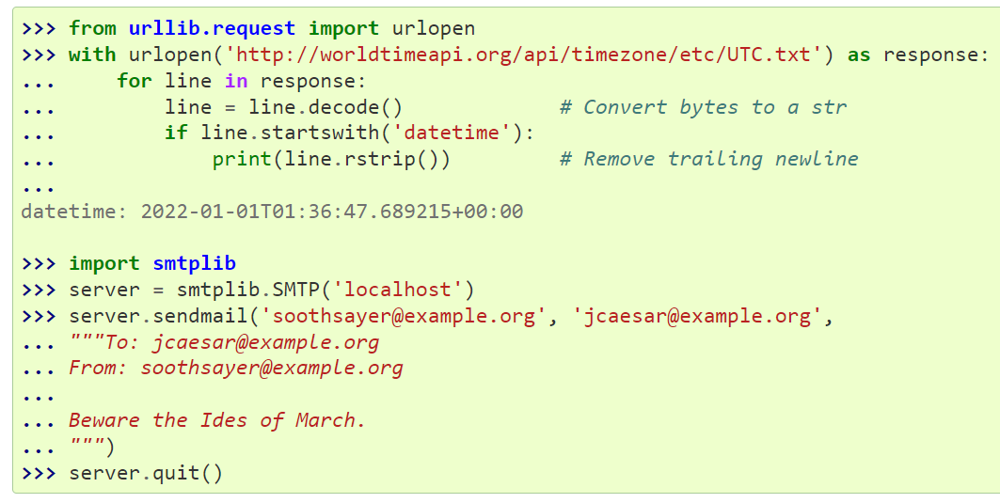 >>> from urllib.request import urlopen
>>> with urlopen('http://worldtimeapi.org/api/timezone/etc/UTC.txt') as response:
...     for line in response:
...         line = line.decode()             # Convert bytes to a str
...         if line.startswith('datetime'):
...             print(line.rstrip())         # Remove trailing newline
...
datetime: 2022-01-01T01:36:47.689215+00:00
>>> import smtplib
>>> server = smtplib.SMTP('localhost')
>>> server.sendmail('soothsayer@example.org', 'jcaesar@example.org',
... """To: jcaesar@example.org
... From: soothsayer@example.org
...
... Beware the Ides of March.
... """)
>>> server.quit()